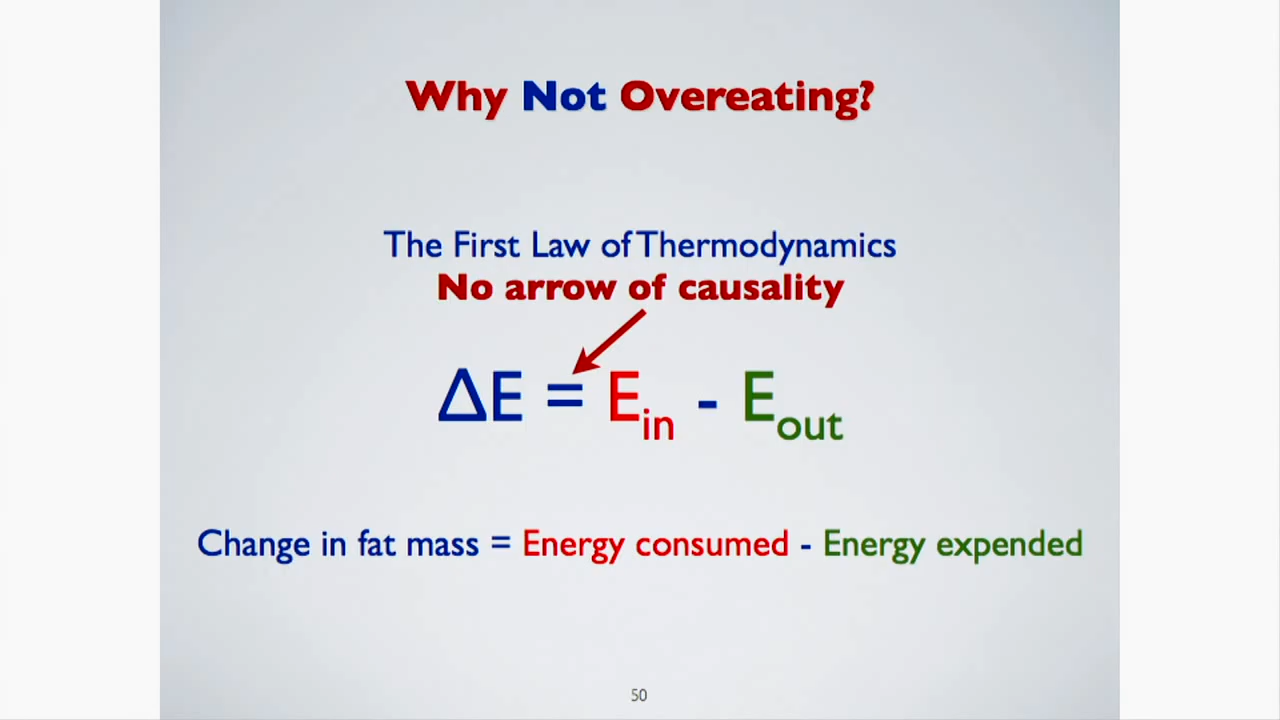 Why Not Overeating?
The First Law of Thermodynamics
No arrow of causality
ΔE = Ein - Eout
Change in fat mass = Energy consumed - Energy expended
50